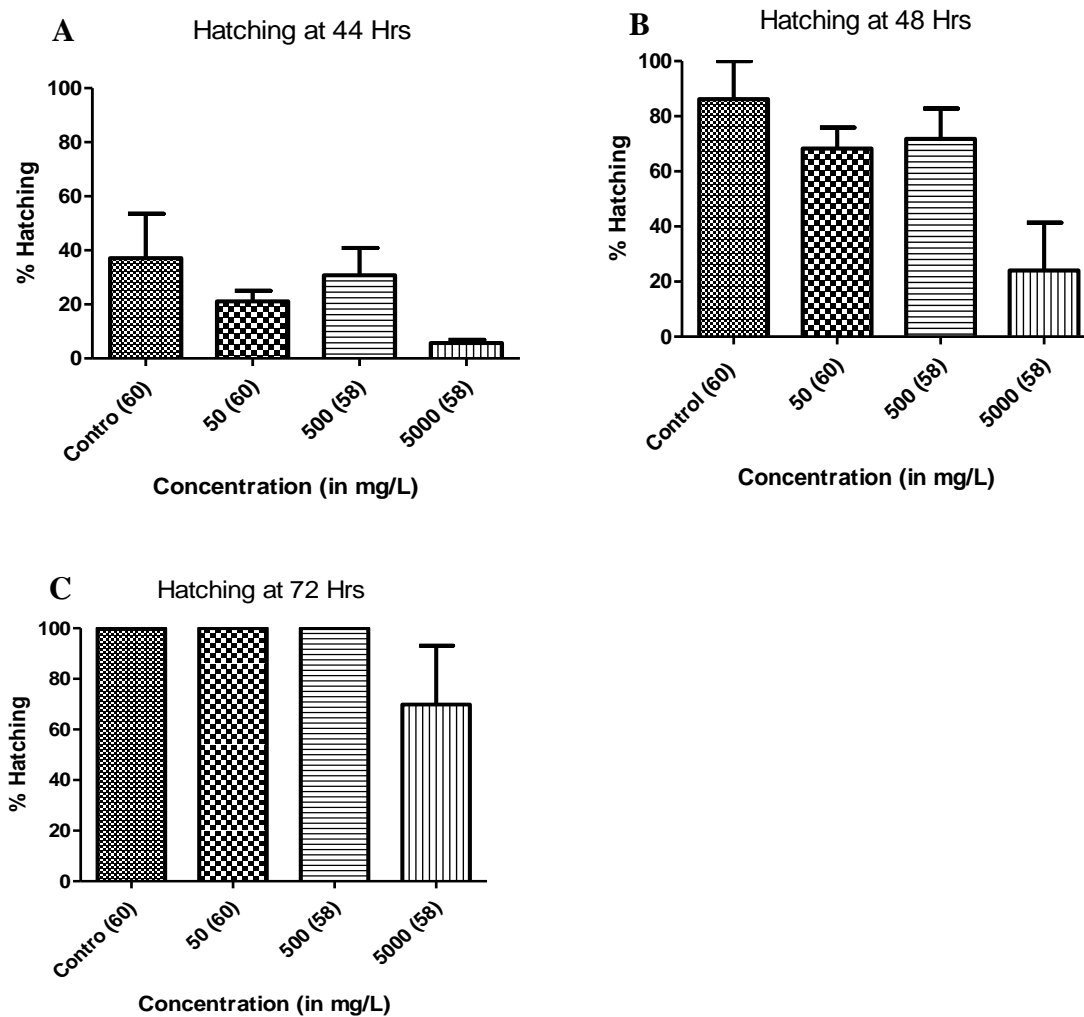 A
Hatching at 44 Hrs
100
80
60
40
20
0
% Hatching
Contro (60)
50 (60)
500 (58)
5000 (58)
Concentration (in mg/L)
B
Hatching at 48 Hrs
100
80
60
40
20
0
% Hatching
Control (60)
50 (60)
500 (58)
5000 (58)
Concentration (in mg/L)
C
Hatching at 72 Hrs
100
80
60
40
20
0
% Hatching
Contro (60)
50 (60)
500 (58)
5000 (58)
Concentration (in mg/L)